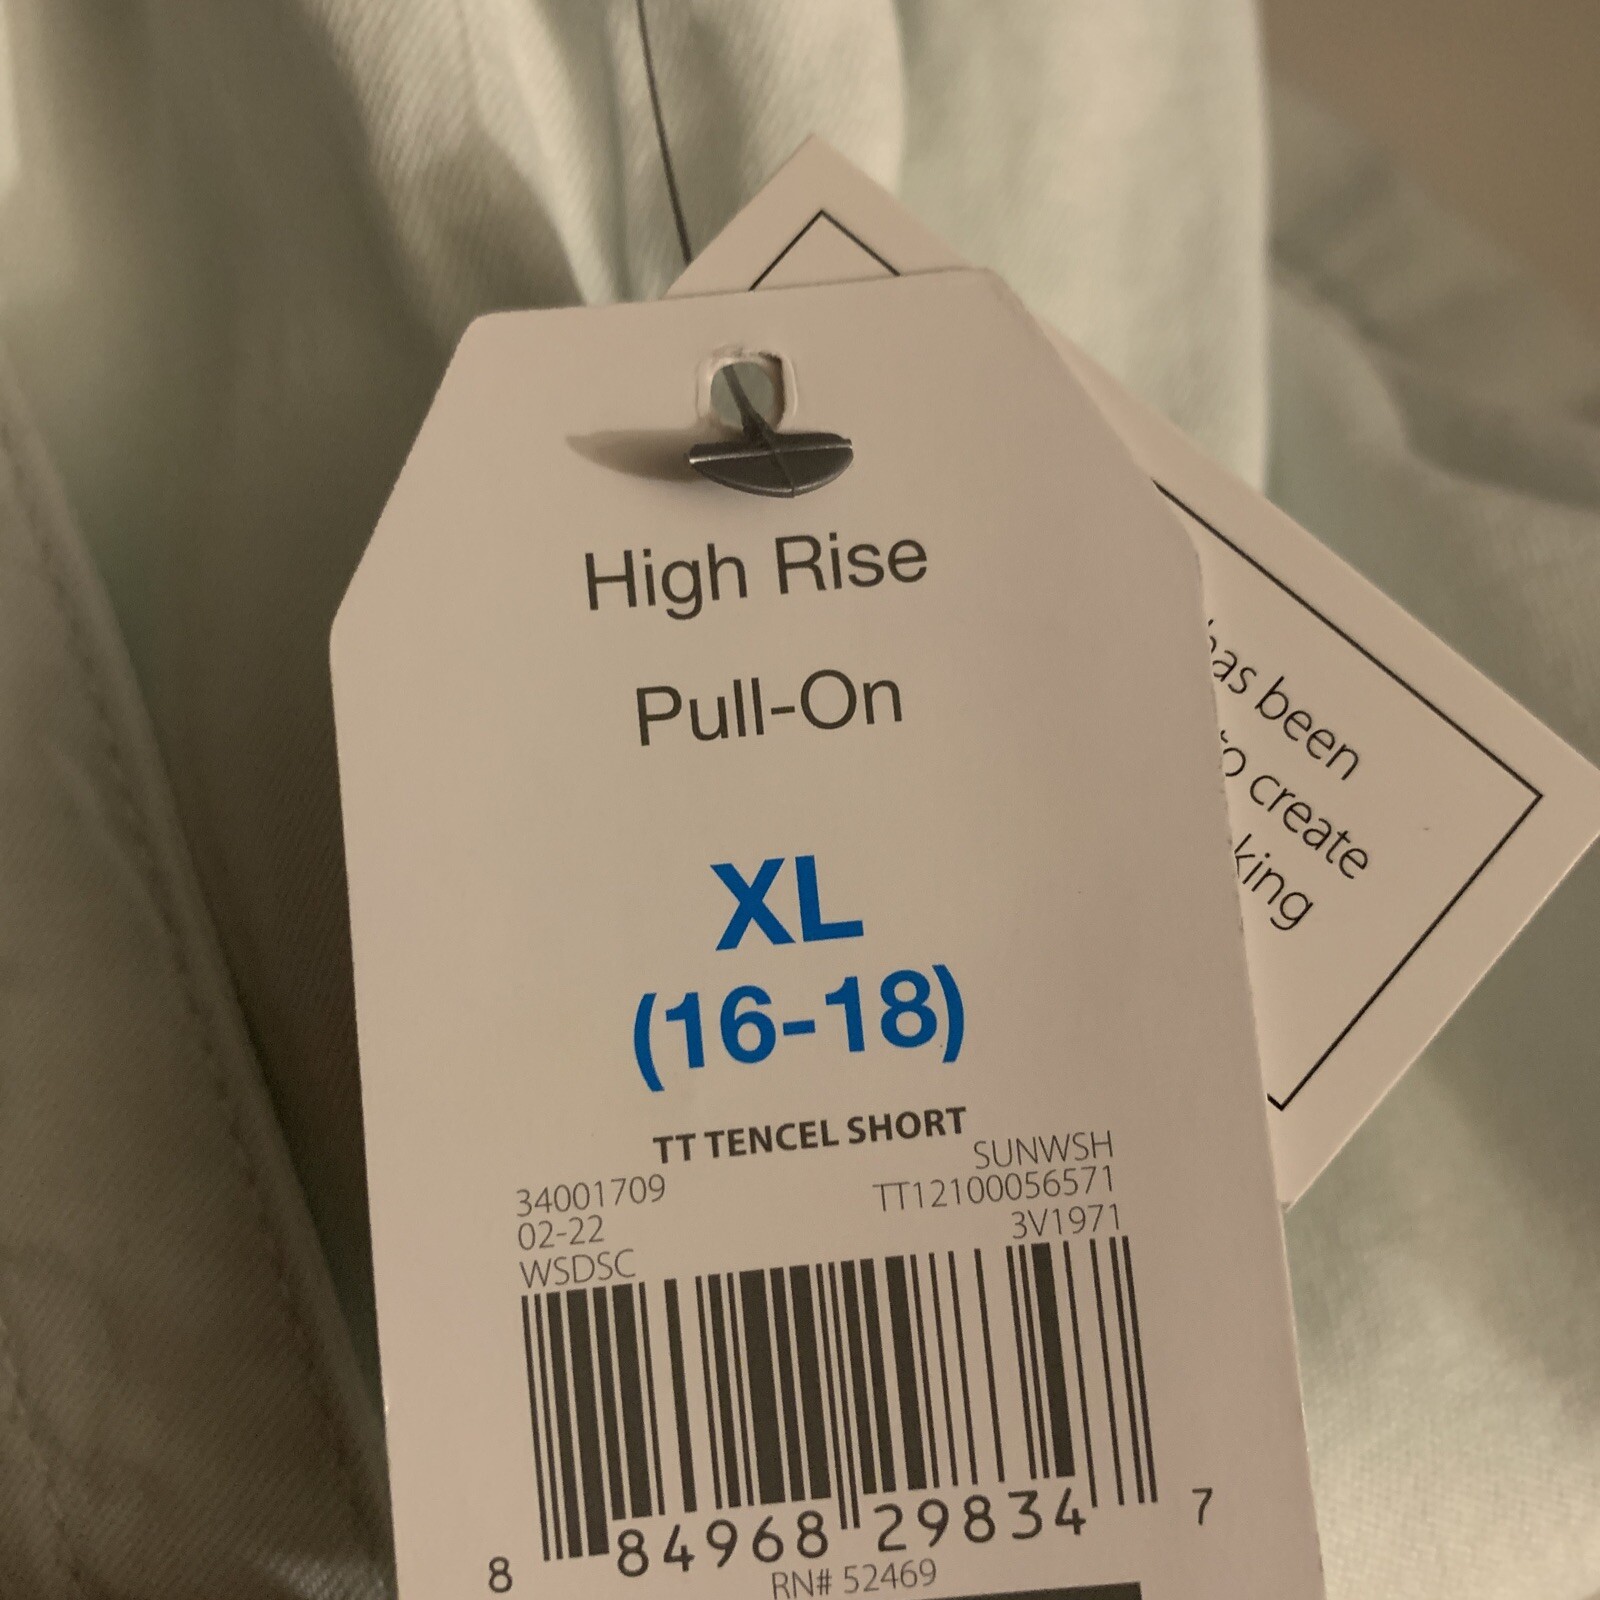 High Rise
Pull-On
XL
(16-18)
TT TENCEL SHORT
34001709
02-22
WSDSC
SUNWSH
TT12100056571
3V1971
8 84968 29834 7
RN# 52469
been
create